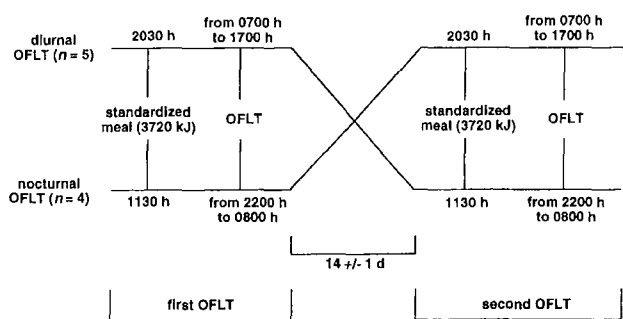 diurnal
OFLT (n = 5)
2030 h
from 0700 h
to 1700 h
2030 h
from 0700 h
to 1700 h
standardized
meal (3720 kJ)
OFLT
standardized
meal (3720 kJ)
OFLT
nocturnal
OFLT (n = 4)
1130 h
from 2200 h
to 0800 h
1130 h
from 2200 h
to 0800 h
14 +/- 1 d
first OFLT
second OFLT